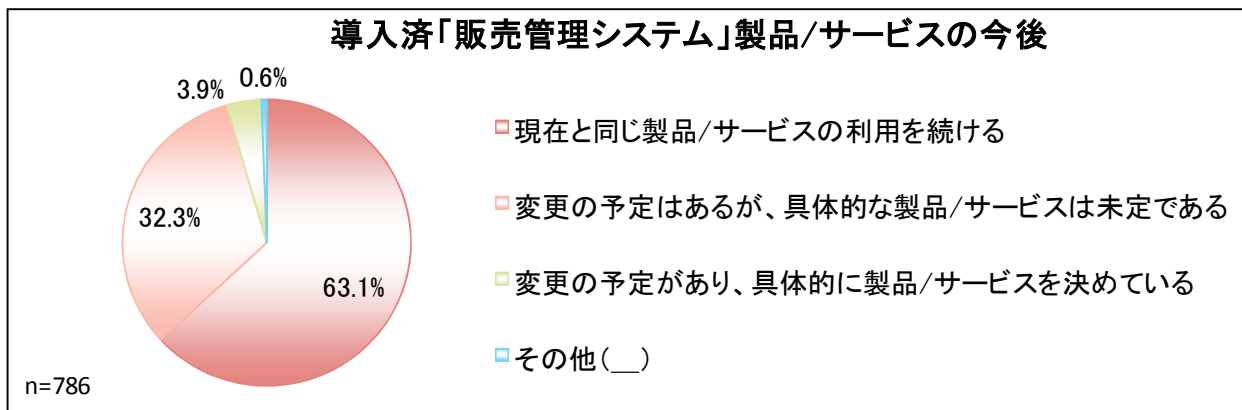 導入済「販売管理システム」製品/サービスの今後
0.6%
3.9%
32.3%
63.1%
現在と同じ製品/サービスの利用を続ける
変更の予定はあるが、具体的な製品/サービスは未定である
変更の予定があり、具体的に製品/サービスを決めている
その他(__)
n=786